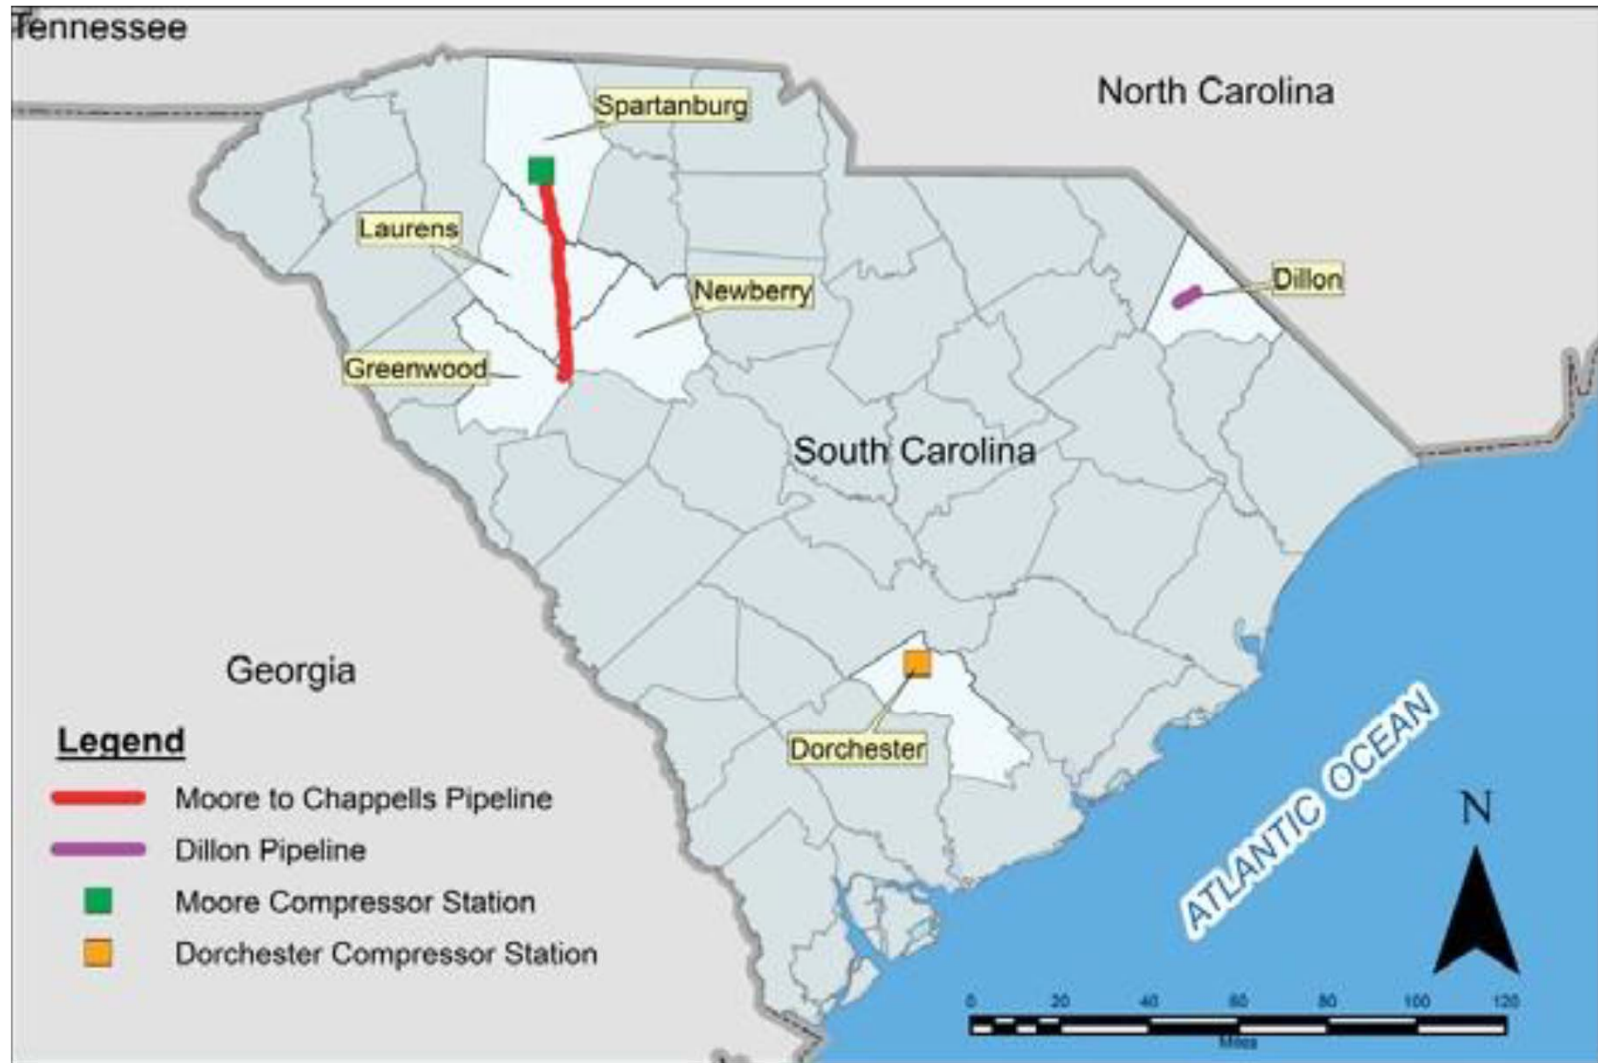 Tennessee
North Carolina
Spartanburg
Laurens
Newberry
Dillon
Greenwood
South Carolina
Georgia
Dorchester
ATLANTIC OCEAN
Legend
Moore to Chappells Pipeline
Dillon Pipeline
Moore Compressor Station
Dorchester Compressor Station
N
0 20 40 60 80 100 120
Miles